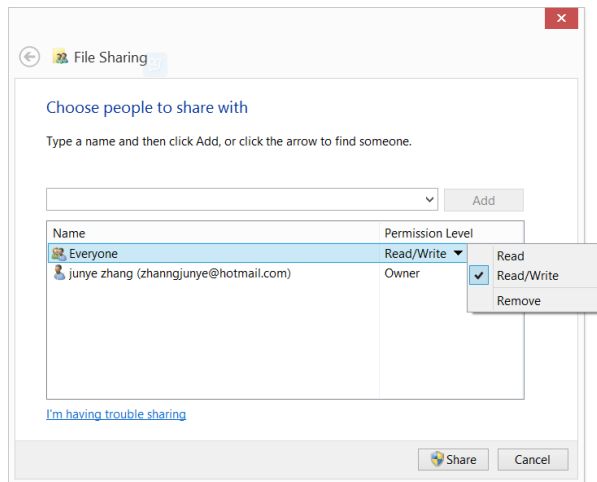 File Sharing
Choose people to share with
Type a name and then click Add, or click the arrow to find someone.
Add
Name Permission Level
Everyone Read/Write
junye zhang (zhanngjunye@hotmail.com) Owner
Read
Read/Write
Remove
I'm having trouble sharing
Share Cancel